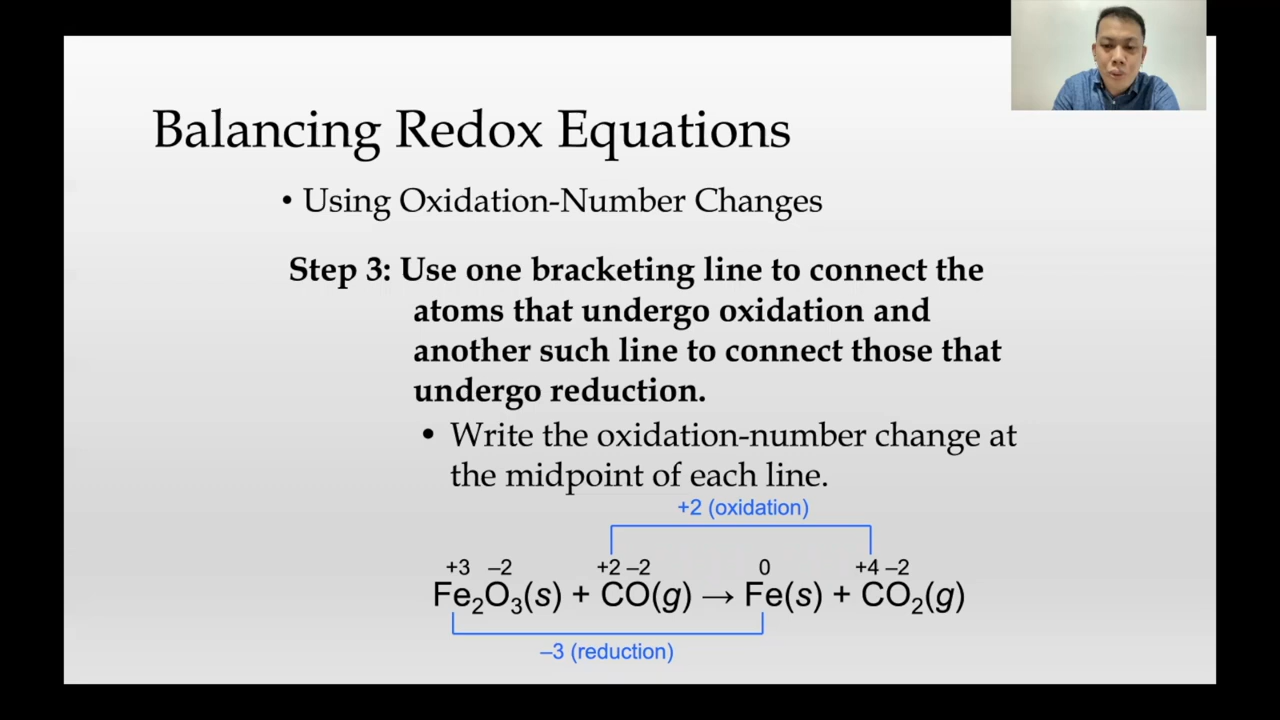 Balancing Redox Equations
• Using Oxidation-Number Changes
Step 3: Use one bracketing line to connect the
atoms that undergo oxidation and
another such line to connect those that
undergo reduction.
• Write the oxidation-number change at
the midpoint of each line.
+2 (oxidation)
+3 –2 +2 –2 0 +4 –2
Fe₂O₃(s) + CO(g) → Fe(s) + CO₂(g)
–3 (reduction)